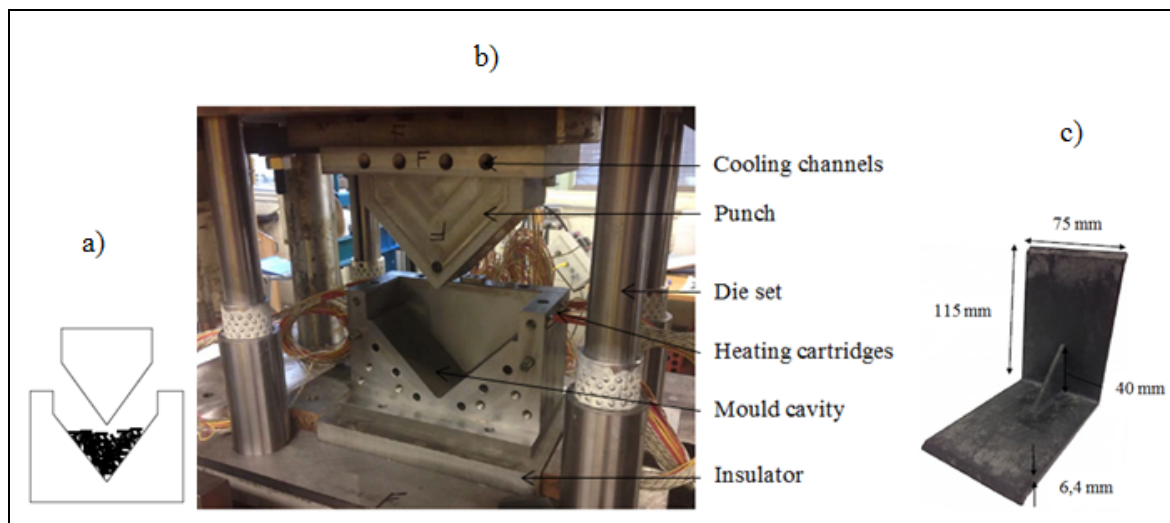 b)
a)
c)
F
F
Cooling channels
Punch
Die set
Heating cartridges
Mould cavity
Insulator
75 mm
115 mm
40 mm
6,4 mm